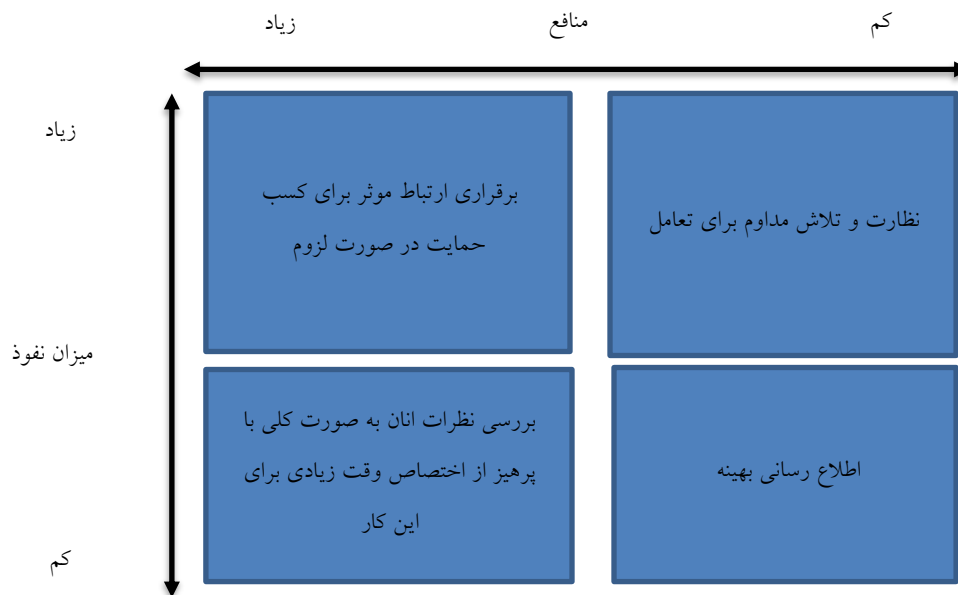 کم
منافع
زیاد
زیاد
میزان نفوذ
کم
نظارت و تلاش مداوم برای تعامل
برقراری ارتباط موثر برای کسب
حمایت در صورت لزوم
اطلاع رسانی بهینه
بررسی نظرات انان به صورت کلی با
پرهیز از اختصاص وقت زیادی برای
این کار